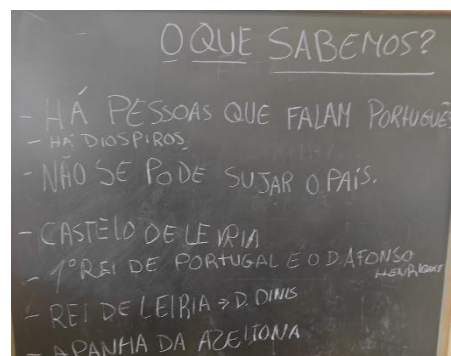 O QUE SABEMOS?
- HÁ PESSOAS QUE FALAM PORTUGUÊS
- HÁ DIOSPIROS
- NÃO SE PODE SUJAR O PAÍS.
- CASTELO DE LEIRIA
- 1º REI DE PORTUGAL É O D. AFONSO
HENRIQUES
- REI DE LEIRIA → D. DINIS
- APANHA DA AZEITONA